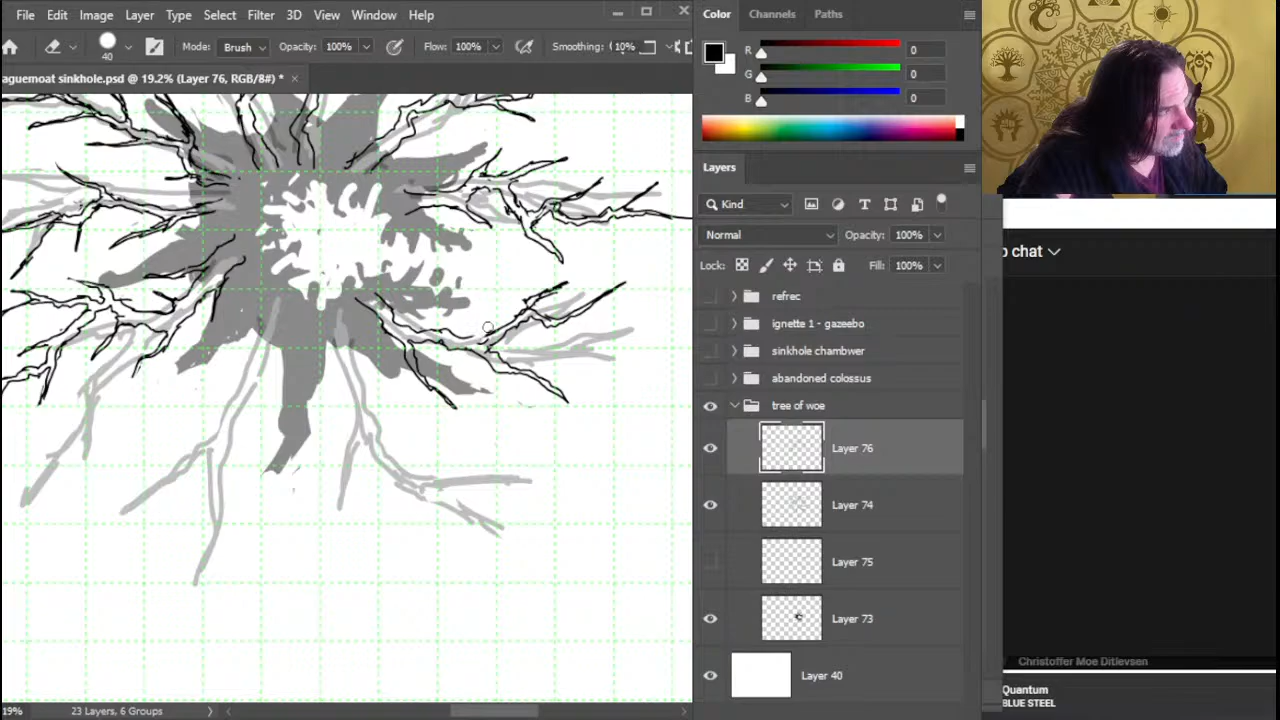 File Edit Image Layer Type Select Filter 3D View Window Help
40 Mode: Brush Opacity: 100% Flow: 100% Smoothing: 10%
aguemoat sinkhole.psd @ 19.2% (Layer 76, RGB/8#) *
Color Channels Paths
R 0
G 0
B 0
Layers
Kind
Normal Opacity: 100%
Lock: Fill: 100%
refrec
ignette 1 - gazeebo
sinkhole chambwer
abandoned colossus
tree of woe
Layer 76
Layer 74
Layer 75
Layer 73
Layer 40
19% 23 Layers, 6 Groups
p chat
Christoffer Moe Ditlevsen
Quantum
BLUE STEEL